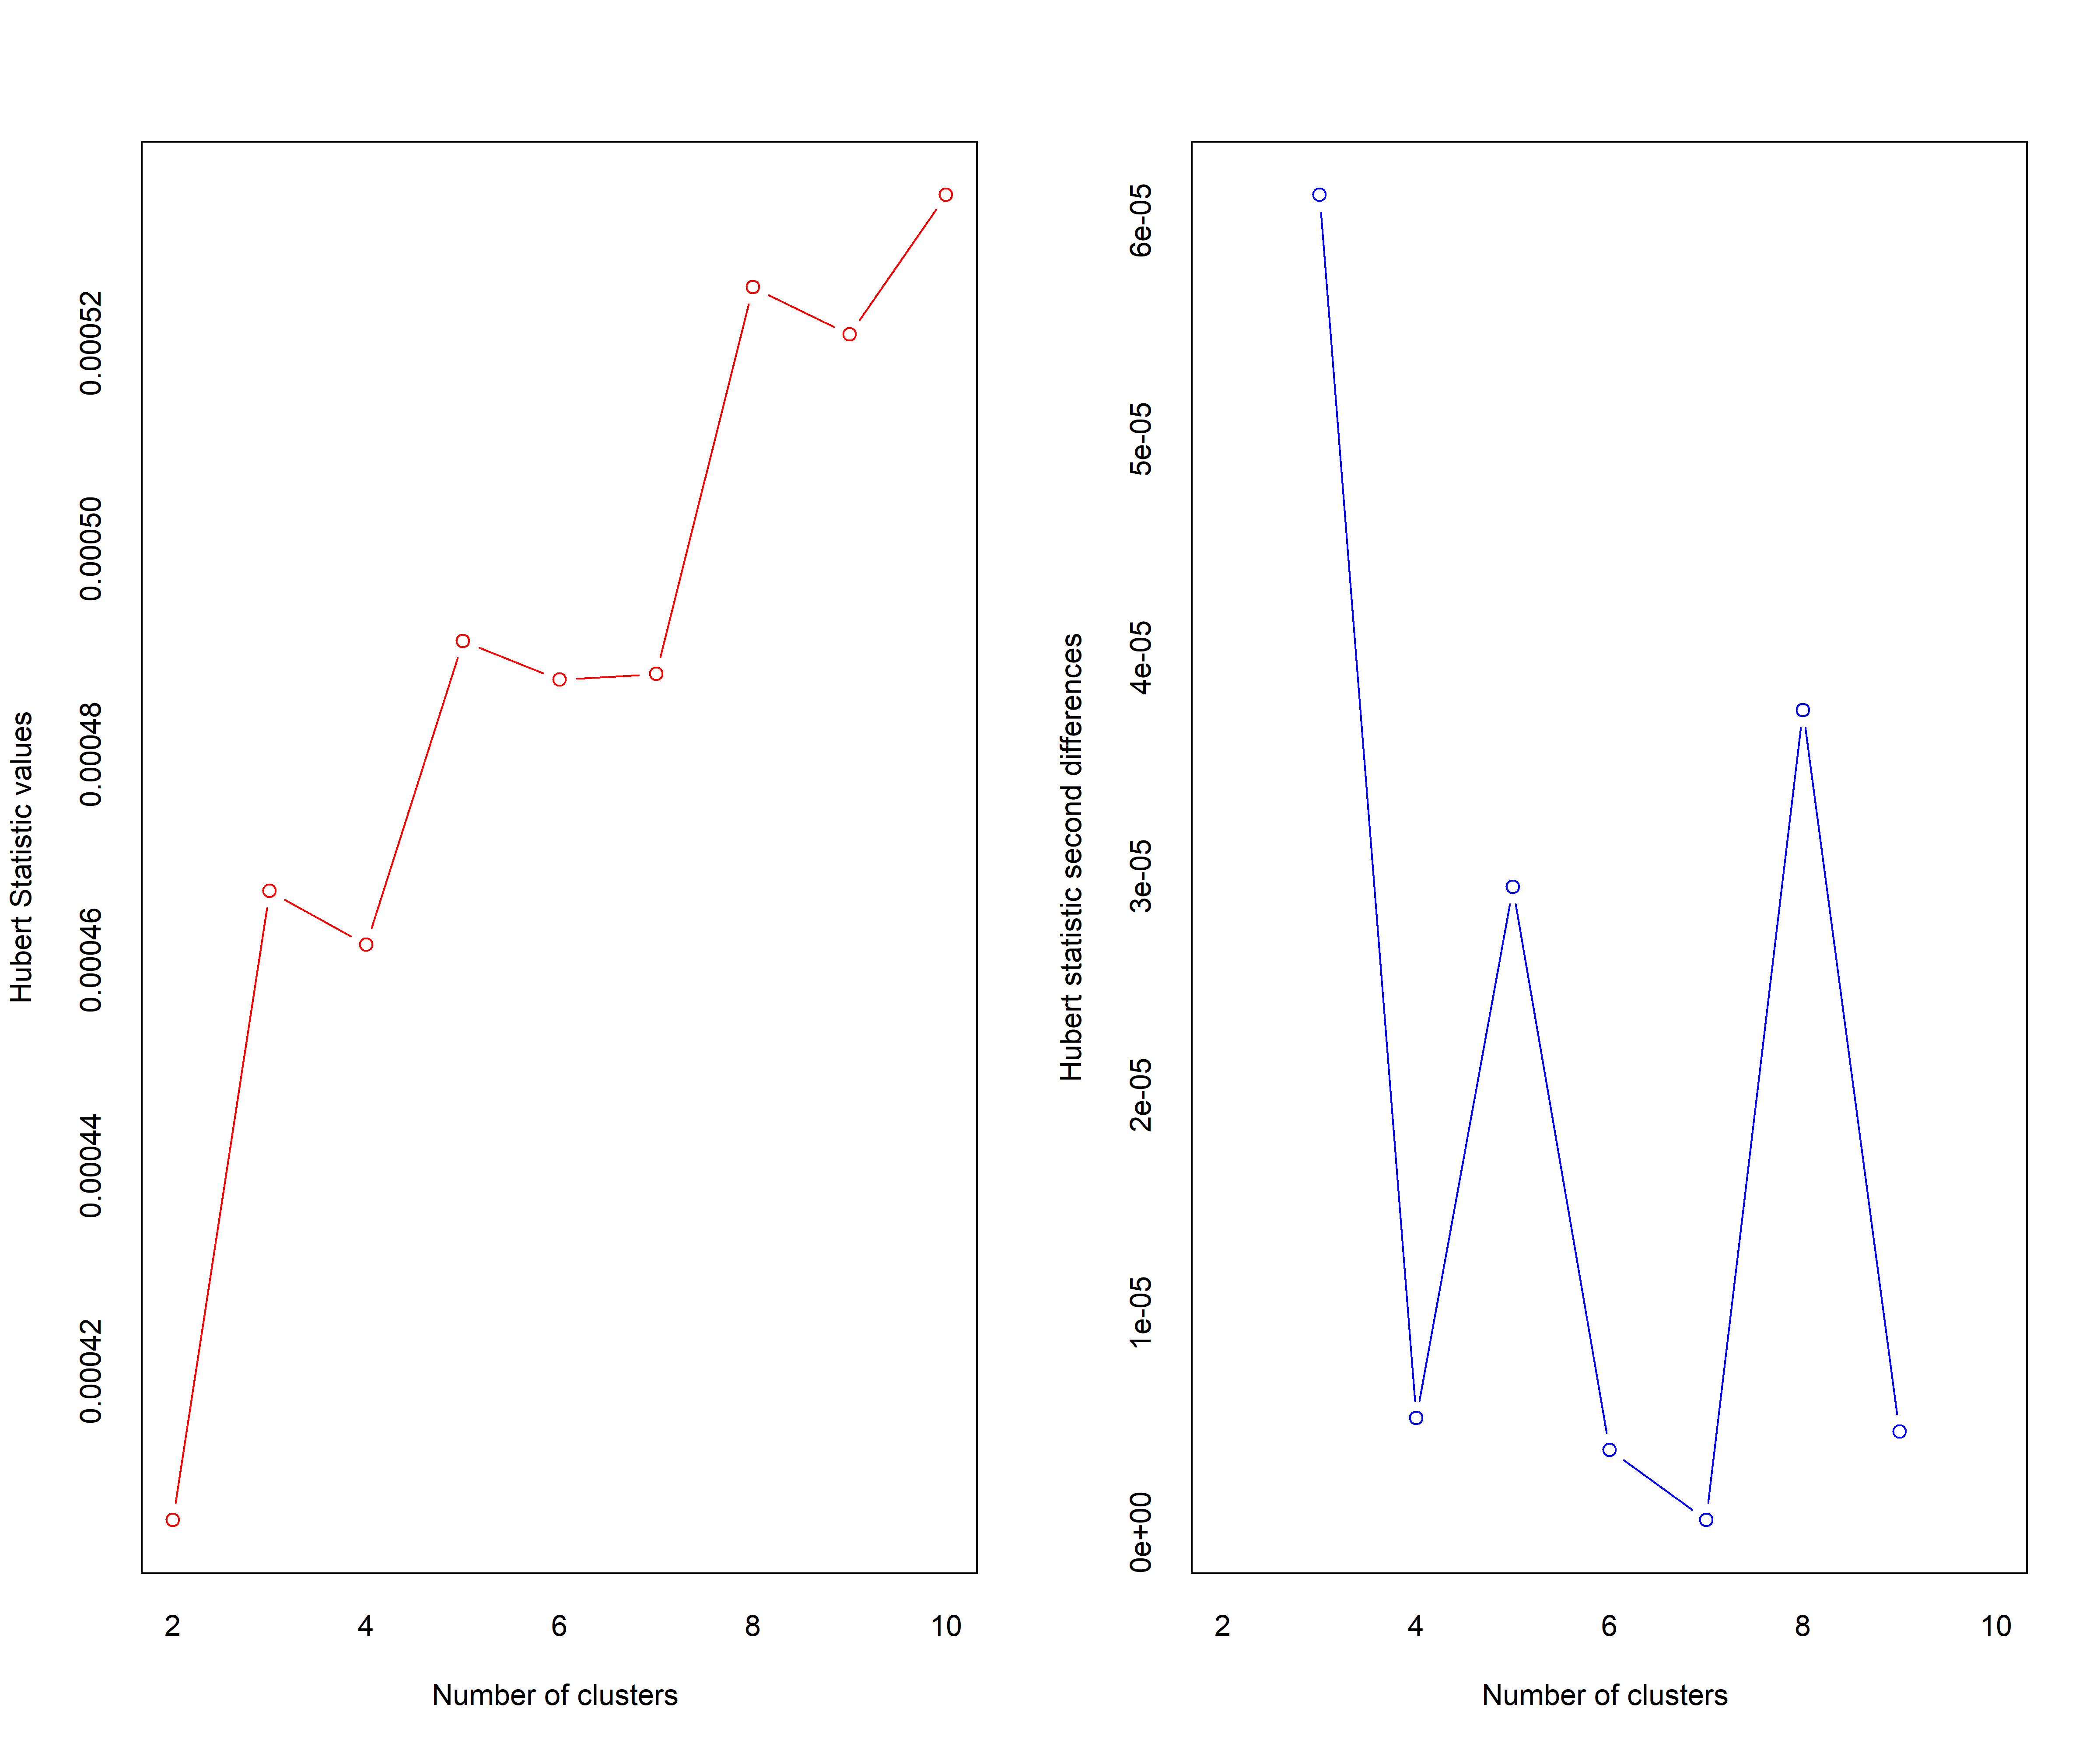 Hubert Statistic values
0.00052
0.00050
0.00048
0.00046
0.00044
0.00042
2 4 6 8 10
Number of clusters
Hubert statistic second differences
6e-05
5e-05
4e-05
3e-05
2e-05
1e-05
0e+00
2 4 6 8 10
Number of clusters